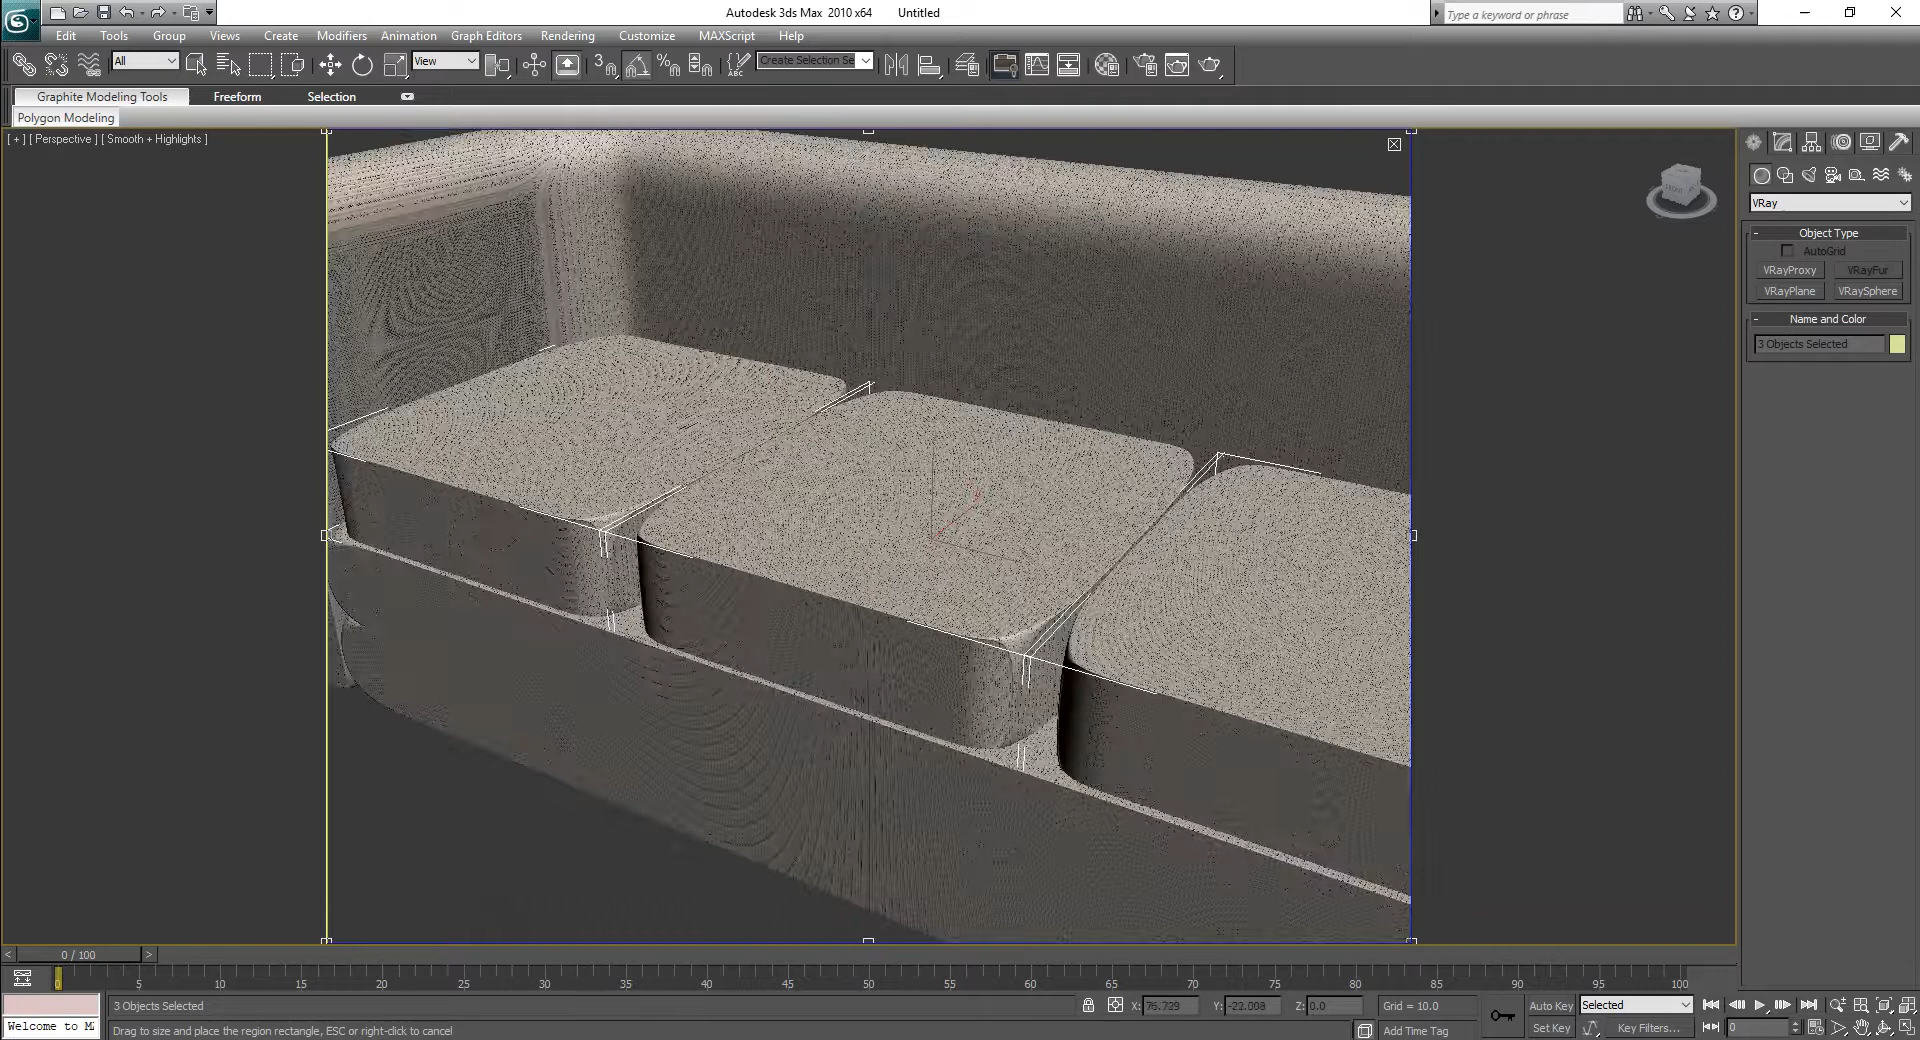 Autodesk 3ds Max 2010 x64 Untitled
Type a keyword or phrase
Edit Tools Group Views Create Modifiers Animation Graph Editors Rendering Customize MAXScript Help
All
View
3
%
ABC
Create Selection Se
Graphite Modeling Tools Freeform Selection
Polygon Modeling
[ + ] [ Perspective ] [ Smooth + Highlights ]
VRay
- Object Type
AutoGrid
VRayProxy VRayFur
VRayPlane VRaySphere
- Name and Color
3 Objects Selected
< 0 / 100 >
0 5 10 15 20 25 30 35 40 45 50 55 60 65 70 75 80 85 90 95 100
3 Objects Selected X: 76.729 Y: -22.008 Z: 0.0 Grid = 10.0 Auto Key Selected
Welcome to M Drag to size and place the region rectangle, ESC or right-click to cancel Add Time Tag Set Key Key Filters... 0